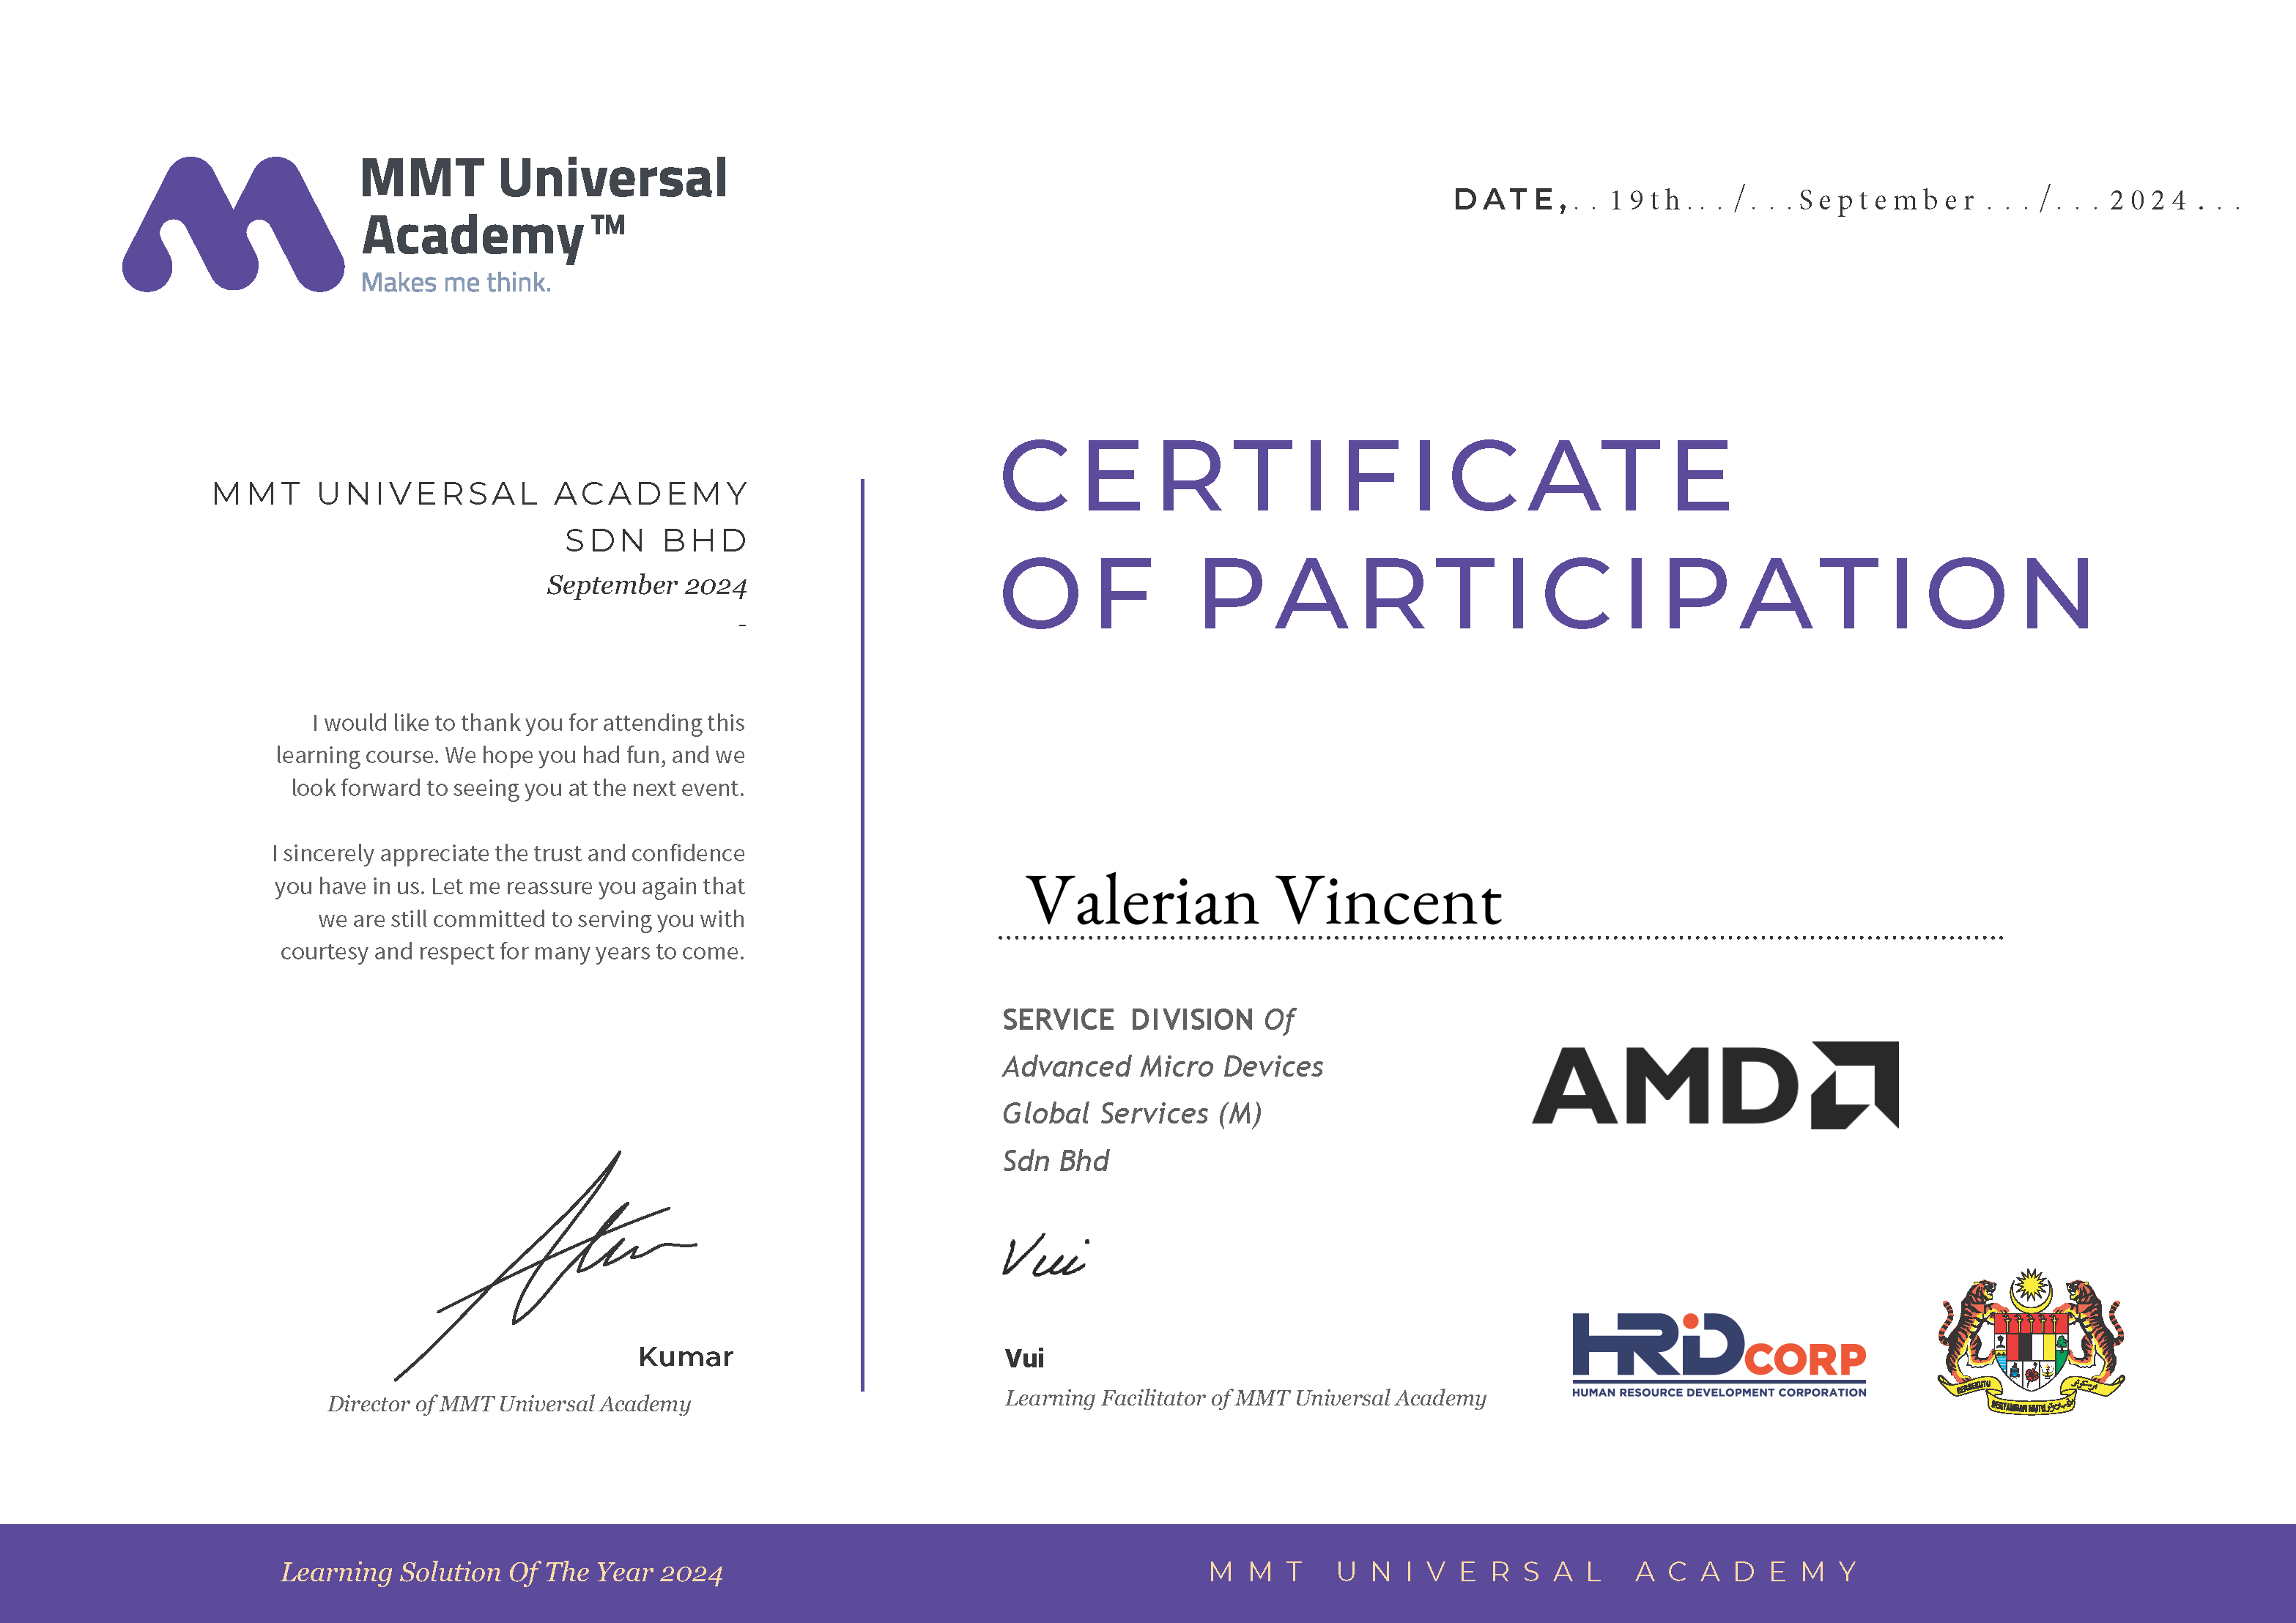 MMT Universal
Academy™
Makes me think.
DATE,. . 19th. . . / . . . September . . . / . . . 2024 . . .
MMT UNIVERSAL ACADEMY
SDN BHD
September 2024
-
I would like to thank you for attending this
learning course. We hope you had fun, and we
look forward to seeing you at the next event.
I sincerely appreciate the trust and confidence
you have in us. Let me reassure you again that
we are still committed to serving you with
courtesy and respect for many years to come.
Kumar
Director of MMT Universal Academy
CERTIFICATE
OF PARTICIPATION
Valerian Vincent
SERVICE DIVISION Of
Advanced Micro Devices
Global Services (M)
Sdn Bhd
AMD
Vui
Vui
Learning Facilitator of MMT Universal Academy
HRDCORP
HUMAN RESOURCE DEVELOPMENT CORPORATION
Learning Solution Of The Year 2024
MMT UNIVERSAL ACADEMY